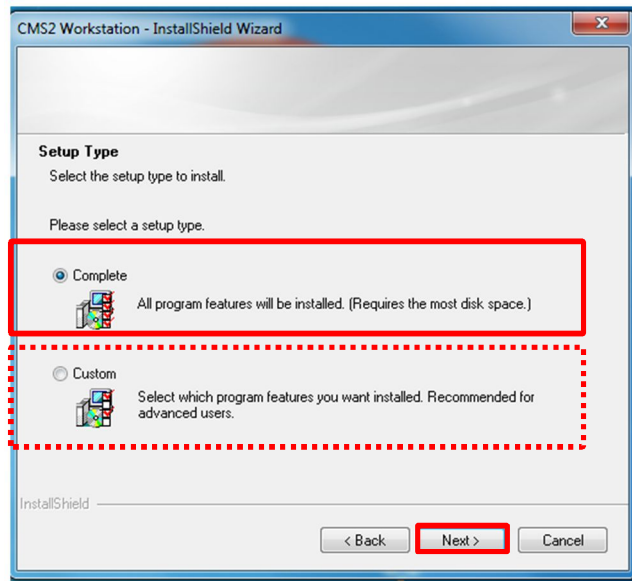 CMS2 Workstation - InstallShield Wizard
Setup Type
Select the setup type to install.
Please select a setup type.
Complete
All program features will be installed. (Requires the most disk space.)
Custom
Select which program features you want installed. Recommended for
advanced users.
InstallShield
< Back Next > Cancel